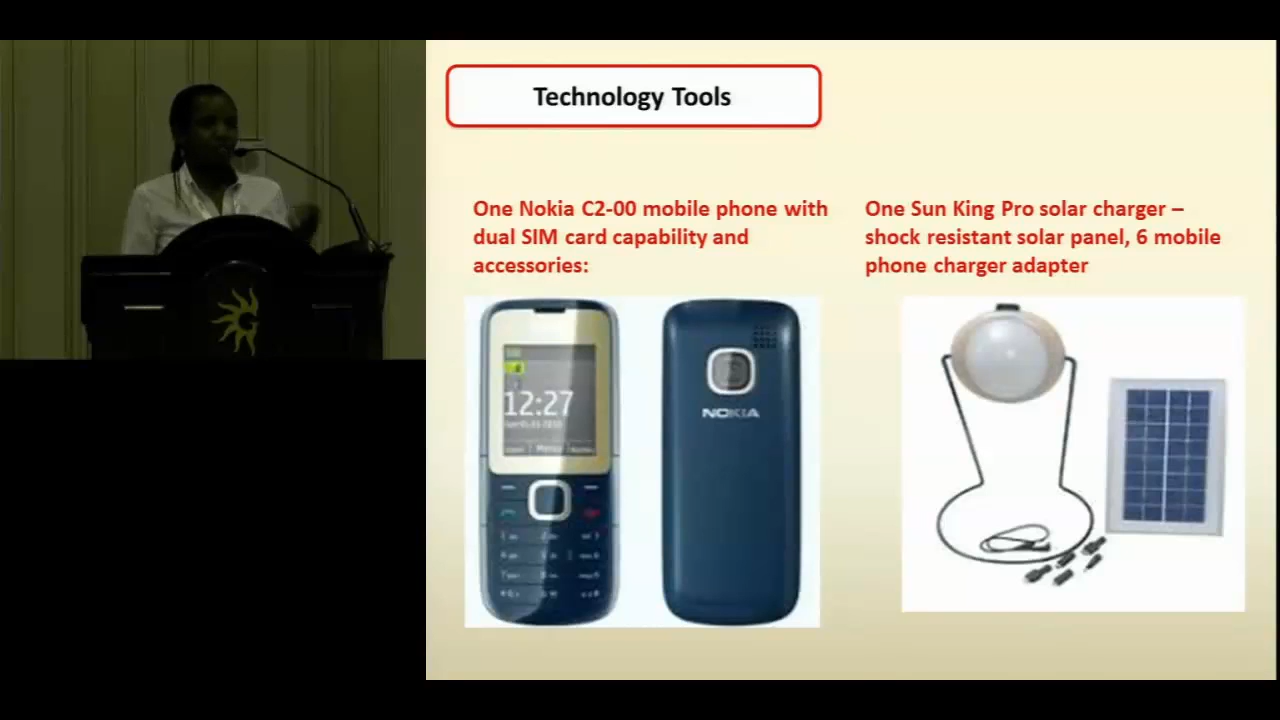 Technology Tools
One Nokia C2-00 mobile phone with
dual SIM card capability and
accessories:
One Sun King Pro solar charger –
shock resistant solar panel, 6 mobile
phone charger adapter
12:27
Menu
NOKIA